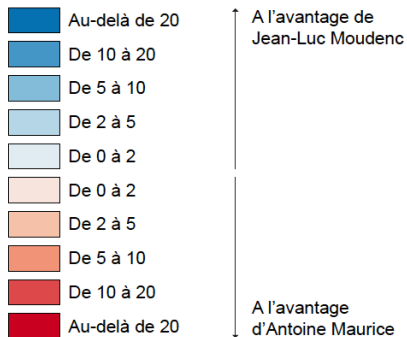 Au-delà de 20
De 10 à 20
De 5 à 10
De 2 à 5
De 0 à 2
De 0 à 2
De 2 à 5
De 5 à 10
De 10 à 20
Au-delà de 20
A l'avantage de
Jean-Luc Moudenc
A l'avantage
d'Antoine Maurice